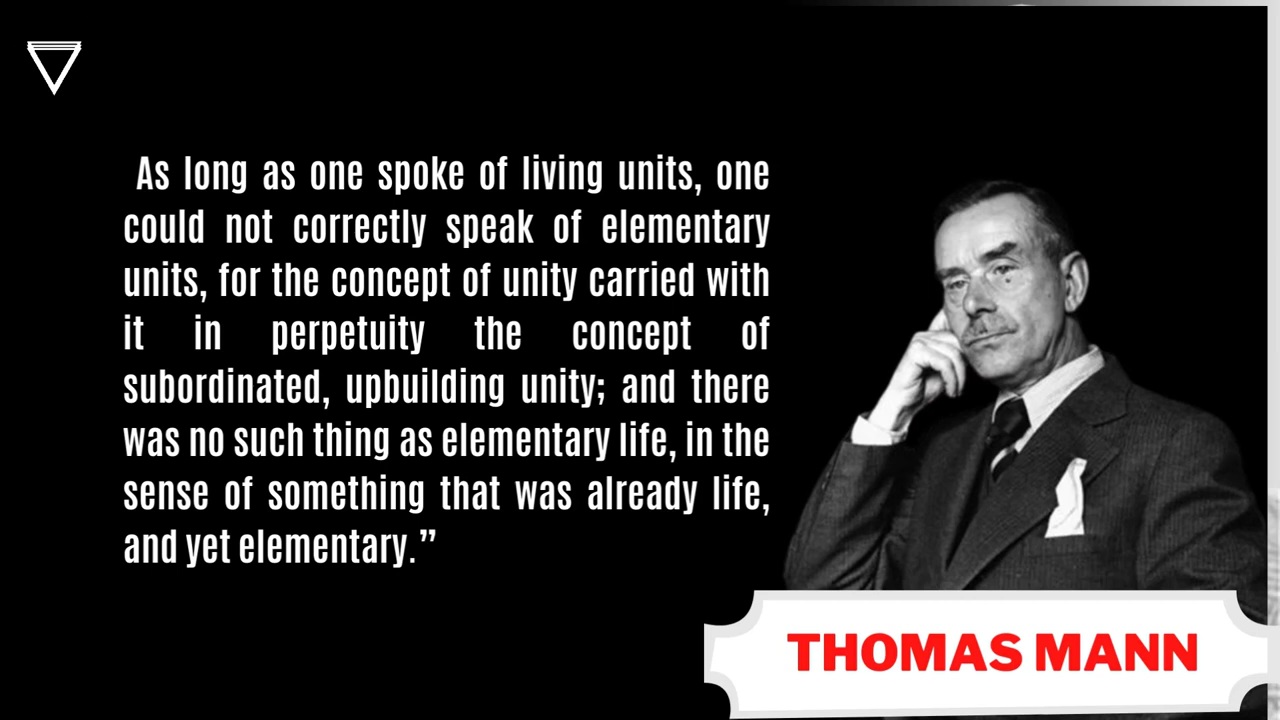 As long as one spoke of living units, one
could not correctly speak of elementary
units, for the concept of unity carried with
it in perpetuity the concept of
subordinated, upbuilding unity; and there
was no such thing as elementary life, in the
sense of something that was already life,
and yet elementary.”
THOMAS MANN